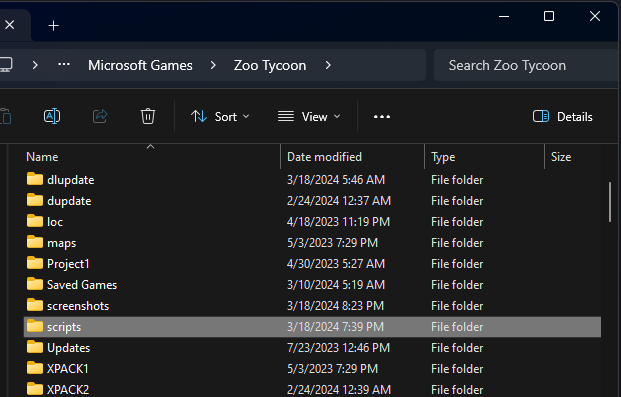 Microsoft Games Zoo Tycoon Search Zoo Tycoon
Sort View Details
Name Date modified Type Size
dlupdate 3/18/2024 5:46 AM File folder
dupdate 2/24/2024 12:37 AM File folder
loc 4/18/2023 11:19 PM File folder
maps 5/3/2023 7:29 PM File folder
Project1 4/30/2023 5:27 AM File folder
Saved Games 3/10/2024 5:19 AM File folder
screenshots 3/18/2024 8:23 PM File folder
scripts 3/18/2024 7:39 PM File folder
Updates 7/23/2023 12:46 PM File folder
XPACK1 5/3/2023 7:29 PM File folder
XPACK2 2/24/2024 12:39 AM File folder